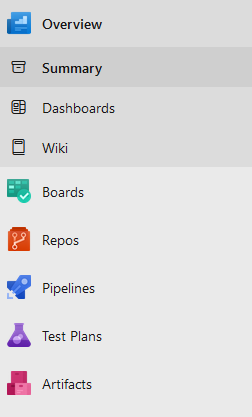 Overview
Summary
Dashboards
Wiki
Boards
Repos
Pipelines
Test Plans
Artifacts